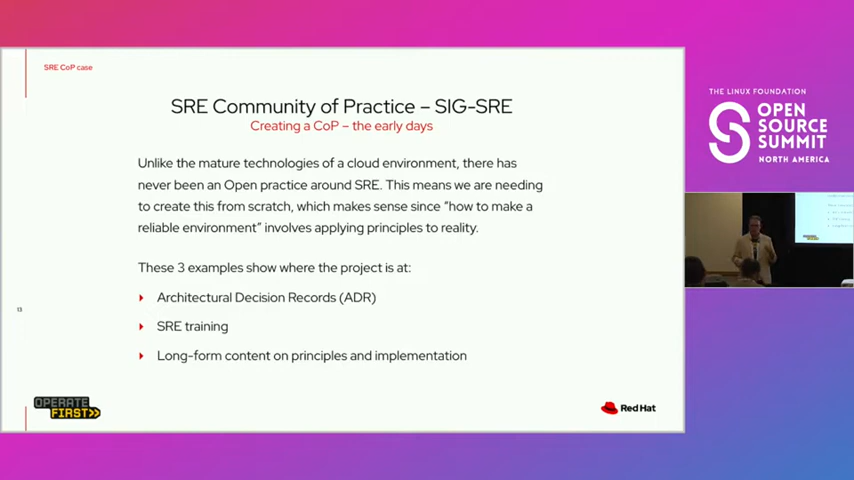 SRE CoP case
SRE Community of Practice – SIG-SRE
Creating a CoP – the early days
Unlike the mature technologies of a cloud environment, there has
never been an Open practice around SRE. This means we are needing
to create this from scratch, which makes sense since “how to make a
reliable environment” involves applying principles to reality.
These 3 examples show where the project is at:
Architectural Decision Records (ADR)
SRE training
Long-form content on principles and implementation
13
OPERATE
FIRST
Red Hat
THE LINUX FOUNDATION
OPEN
SOURCE
SUMMIT
NORTH AMERICA